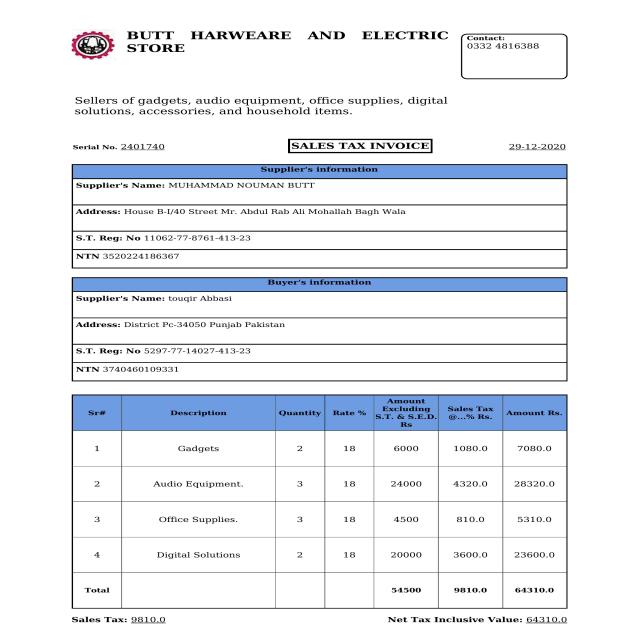 BUTT HARWEARE AND ELECTRIC
STORE
Contact:
0332 4816388
Sellers of gadgets, audio equipment, office supplies, digital
solutions, accessories, and household items.
Serial No. 2401740 SALES TAX INVOICE 29-12-2020
Supplier's information
Supplier's Name: MUHAMMAD NOUMAN BUTT
Address: House B-I/40 Street Mr. Abdul Rab Ali Mohallah Bagh Wala
S.T. Reg: No 11062-77-8761-413-23
NTN 3520224186367
Buyer's information
Supplier's Name: touqir Abbasi
Address: District Pc-34050 Punjab Pakistan
S.T. Reg: No 5297-77-14027-413-23
NTN 3740460109331
Sr# Description Quantity Rate % Amount Excluding S.T. & S.E.D. Rs Sales Tax @...% Rs. Amount Rs.
1 Gadgets 2 18 6000 1080.0 7080.0
2 Audio Equipment. 3 18 24000 4320.0 28320.0
3 Office Supplies. 3 18 4500 810.0 5310.0
4 Digital Solutions 2 18 20000 3600.0 23600.0
Total 54500 9810.0 64310.0
Sales Tax: 9810.0 Net Tax Inclusive Value: 64310.0